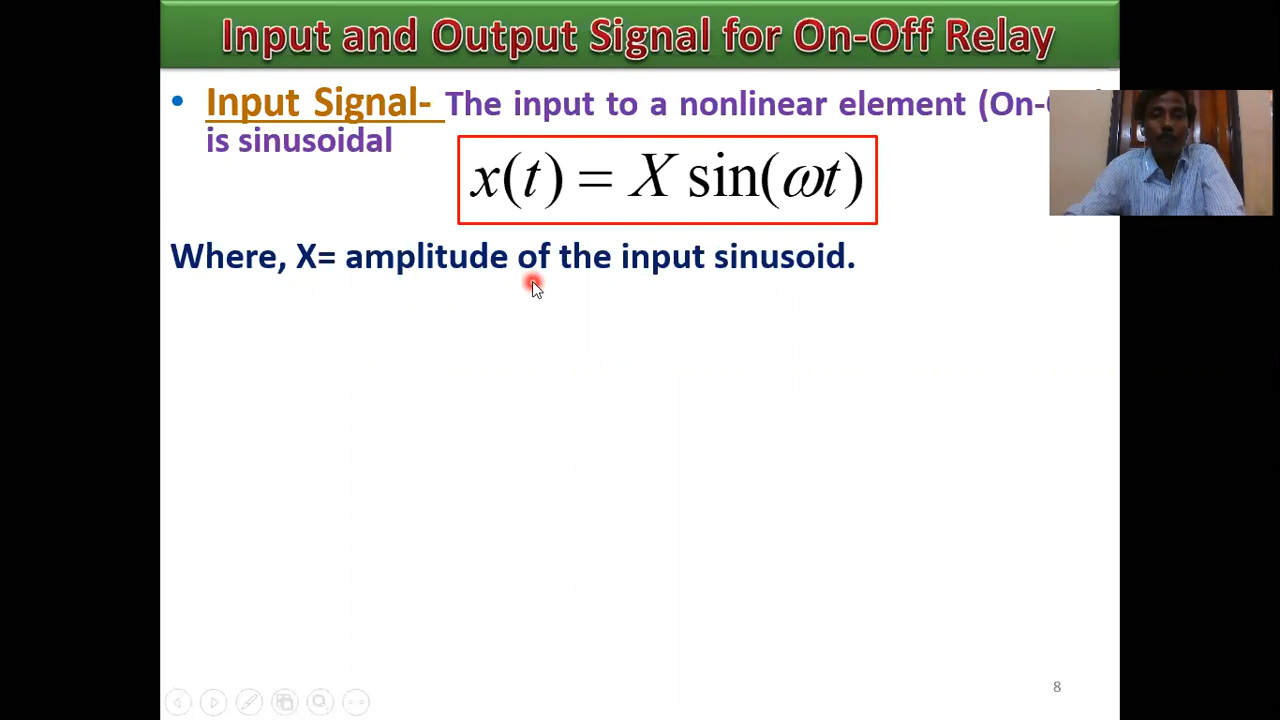 Input and Output Signal for On-Off Relay
• Input Signal- The input to a nonlinear element
is sinusoidal
x(t) = X sin(ωt)
Where, X= amplitude of the input sinusoid.
8